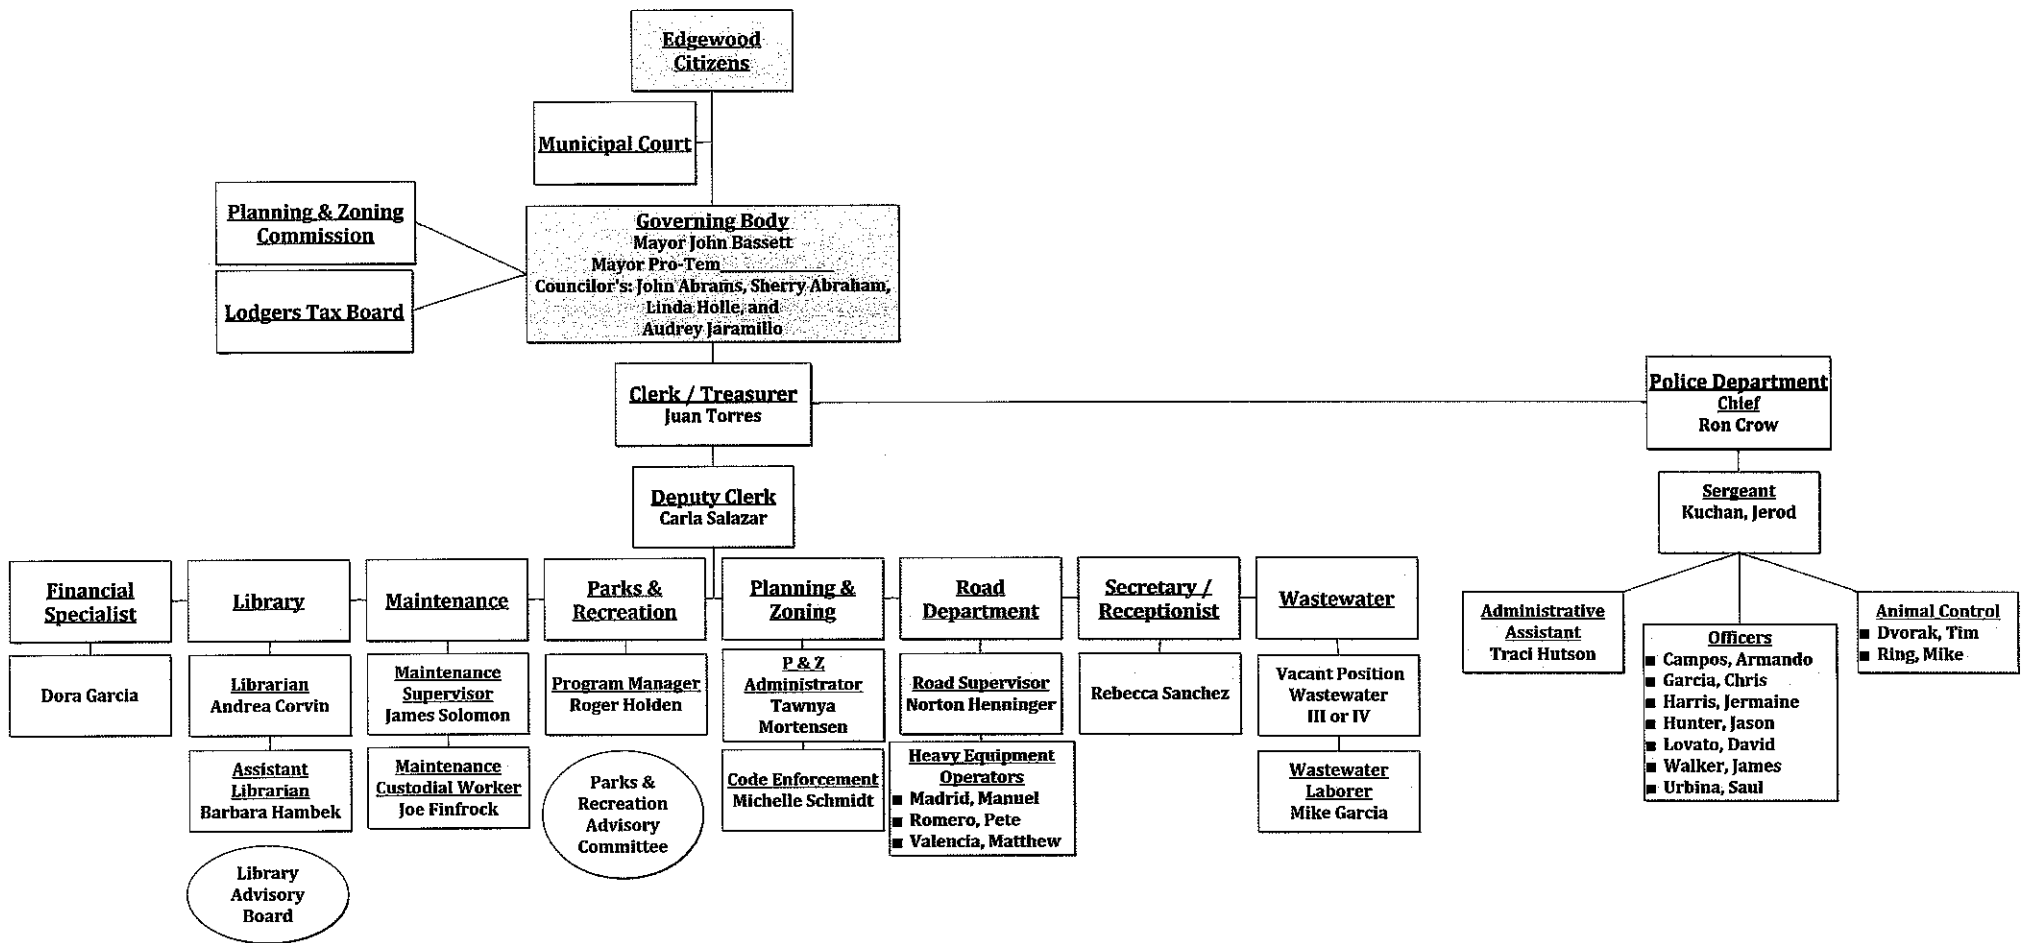 Edgewood
Citizens
Municipal Court
Planning & Zoning
Commission
Lodgers Tax Board
Governing Body
Mayor John Bassett
Mayor Pro-Tem____________
Councilor's: John Abrams, Sherry Abraham,
Linda Holle, and
Audrey Jaramillo
Clerk / Treasurer
Juan Torres
Police Department
Chief
Ron Crow
Deputy Clerk
Carla Salazar
Sergeant
Kuchan, Jerod
Financial
Specialist
Dora Garcia
Library
Librarian
Andrea Corvin
Assistant
Librarian
Barbara Hambek
Library
Advisory
Board
Maintenance
Maintenance
Supervisor
James Solomon
Maintenance
Custodial Worker
Joe Finfrock
Parks &
Recreation
Program Manager
Roger Holden
Parks &
Recreation
Advisory
Committee
Planning &
Zoning
P & Z
Administrator
Tawnya
Mortensen
Code Enforcement
Michelle Schmidt
Road
Department
Road Supervisor
Norton Henninger
Heavy Equipment
Operators
■ Madrid, Manuel
■ Romero, Pete
■ Valencia, Matthew
Secretary /
Receptionist
Rebecca Sanchez
Wastewater
Vacant Position
Wastewater
III or IV
Wastewater
Laborer
Mike Garcia
Administrative
Assistant
Traci Hutson
Officers
■ Campos, Armando
■ Garcia, Chris
■ Harris, Jermaine
■ Hunter, Jason
■ Lovato, David
■ Walker, James
■ Urbina, Saul
Animal Control
■ Dvorak, Tim
■ Ring, Mike